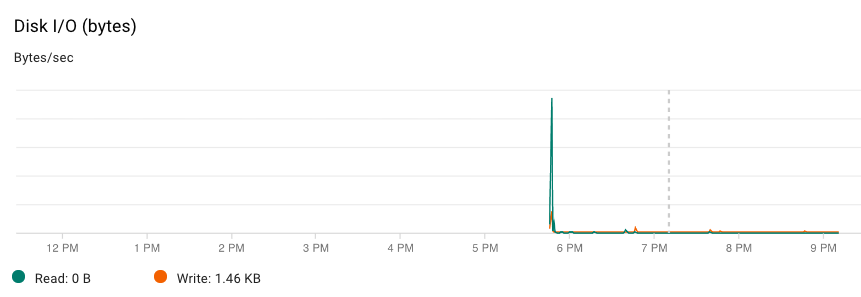 Disk I/O (bytes)
Bytes/sec
12 PM 1 PM 2 PM 3 PM 4 PM 5 PM 6 PM 7 PM 8 PM 9 PM
Read: 0 B Write: 1.46 KB